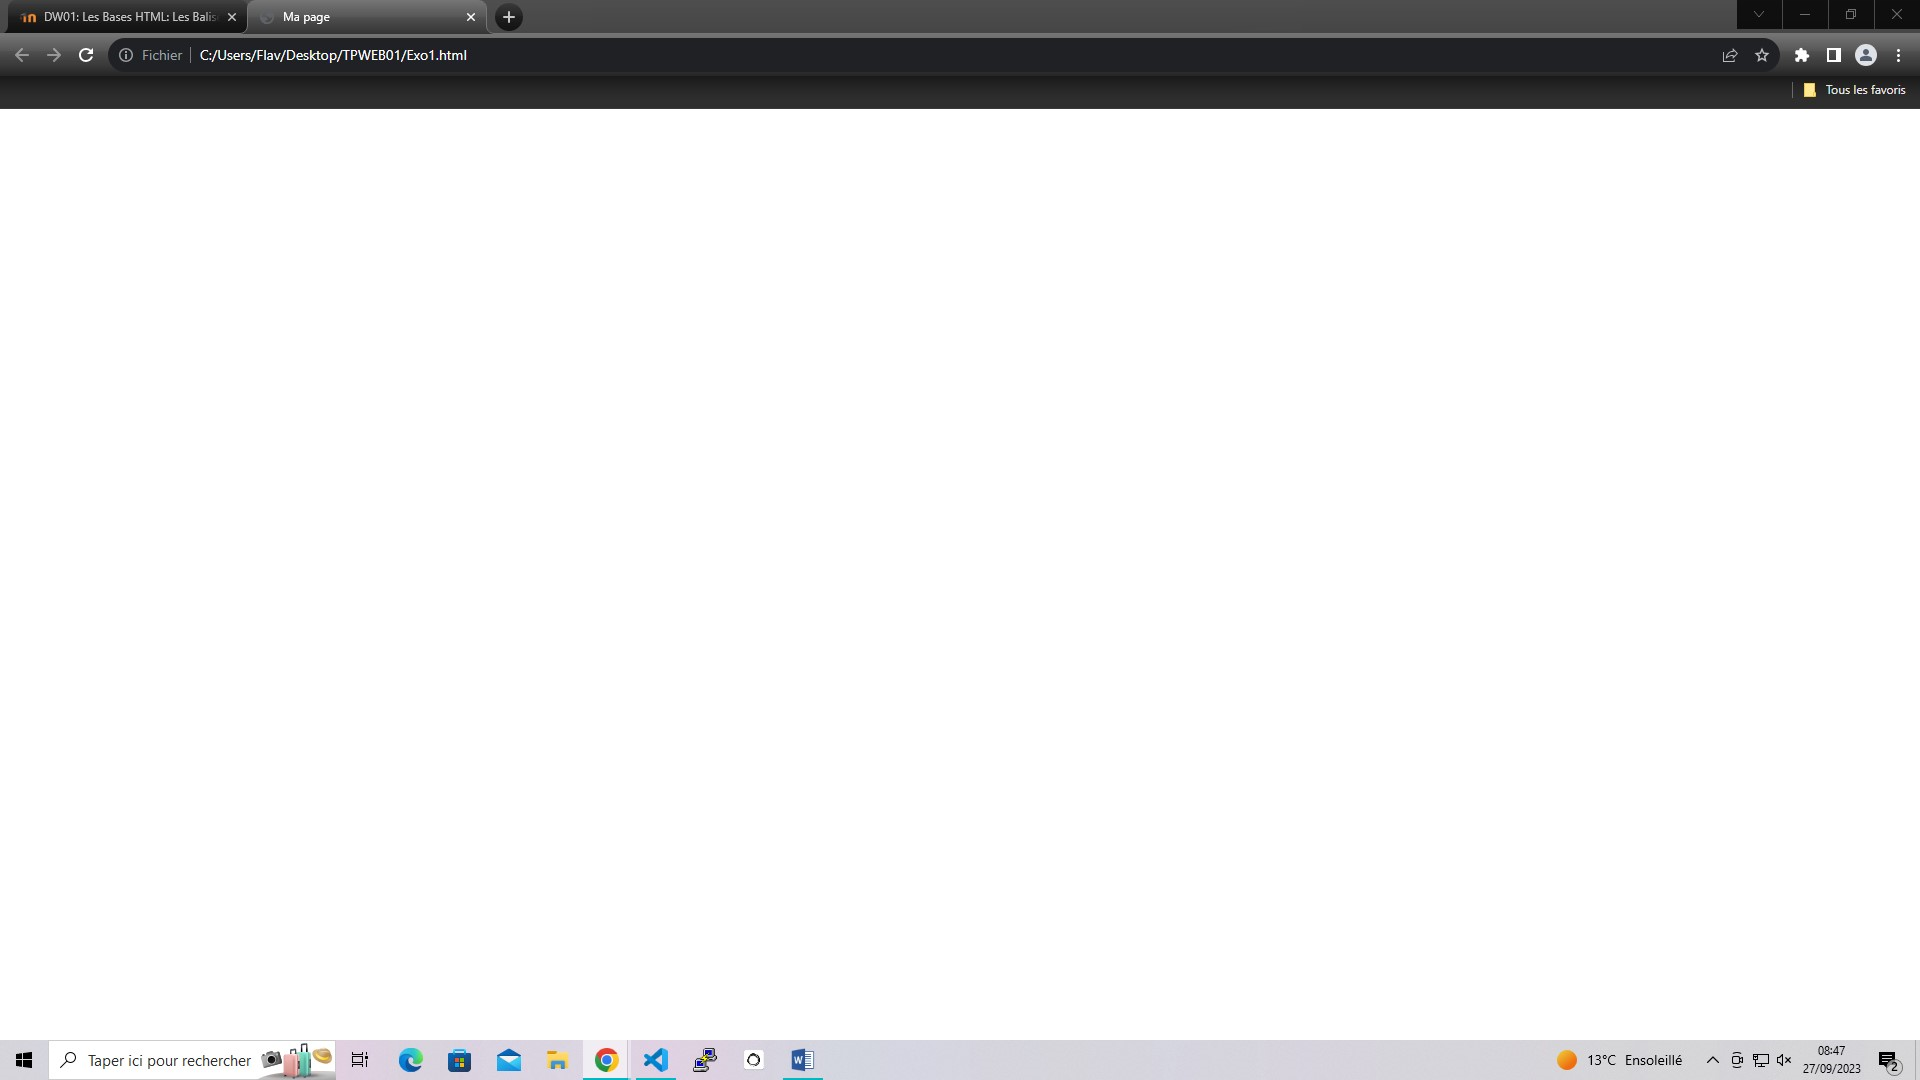 DW01: Les Bases HTML: Les Balis
Ma page
Fichier
C:/Users/Flav/Desktop/TPWEB01/Exo1.html
Tous les favoris
Taper ici pour rechercher
13°C Ensoleillé
08:47
27/09/2023
2